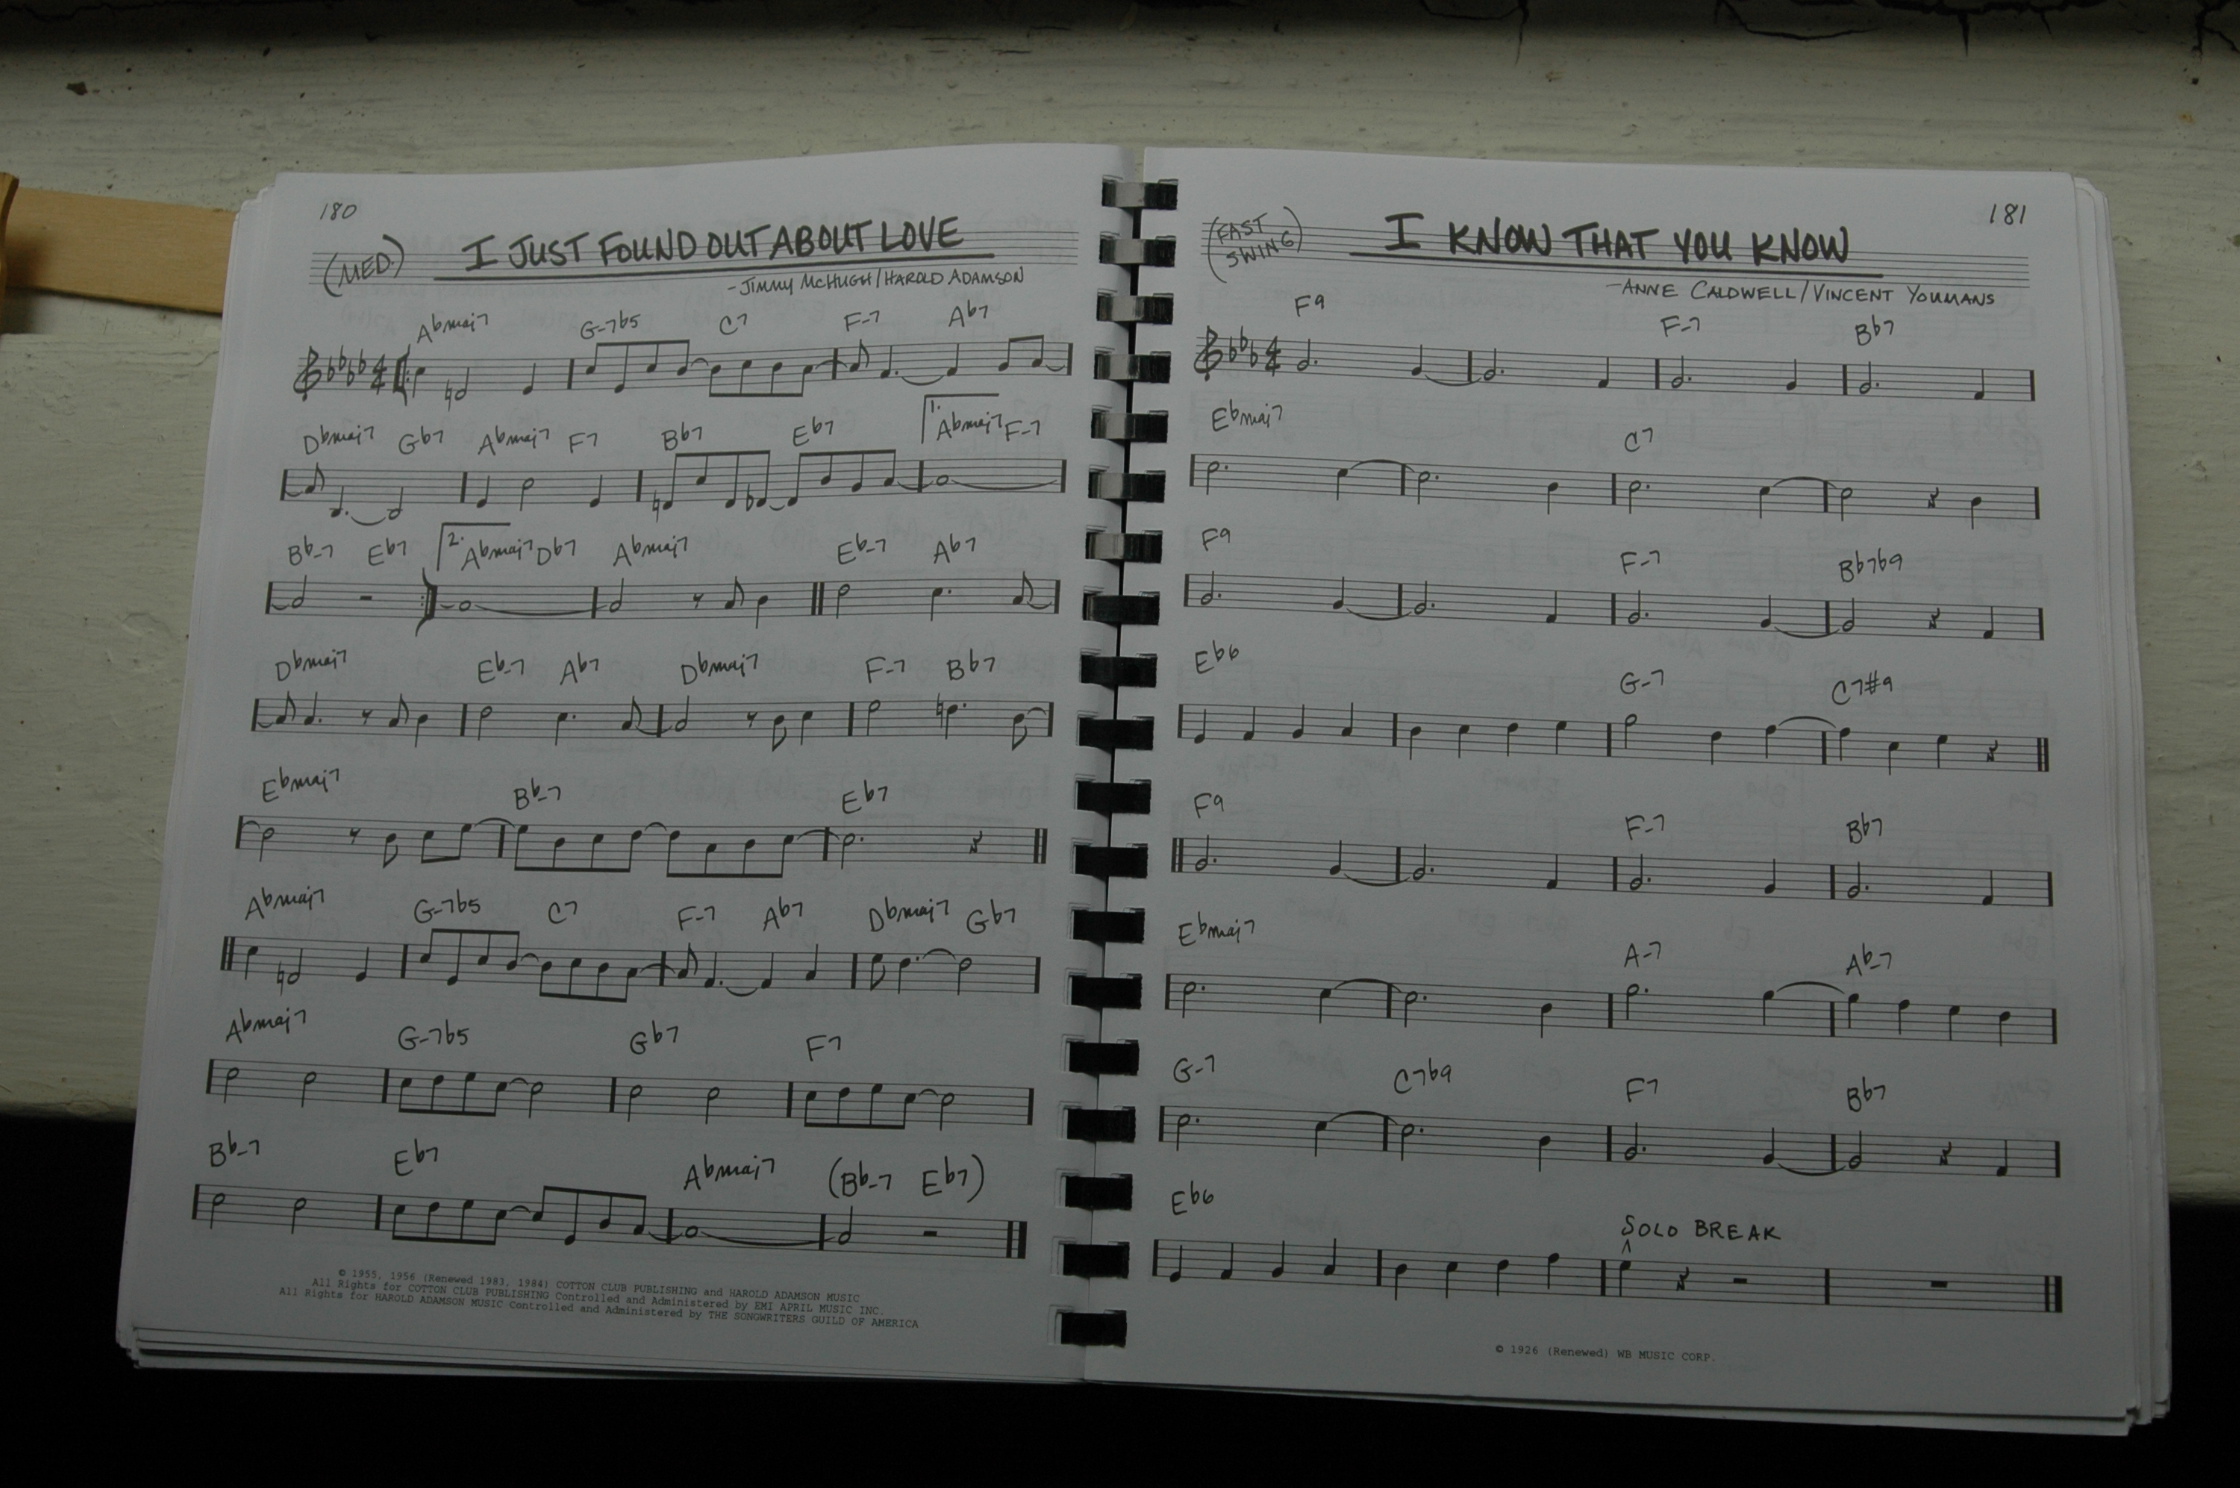 180
(MED.) I JUST FOUND OUT ABOUT LOVE
-JIMMY MCHUGH/HAROLD ADAMSON
Abmaj7 G-7b5 C7 F-7 Ab7
Dbmaj7 Gb7 Abmaj7 F7 Bb7 Eb7 1. Abmaj7 F-7
Bb-7 Eb7 2. Abmaj7 Db7 Abmaj7 Eb-7 Ab7
Dbmaj7 Eb-7 Ab7 Dbmaj7 F-7 Bb7
Ebmaj7 Bb-7 Eb7
Abmaj7 G-7b5 C7 F-7 Ab7 Dbmaj7 Gb7
Abmaj7 G-7b5 Gb7 F7
Bb-7 Eb7 Abmaj7 (Bb-7 Eb7)
© 1955, 1956 (Renewed 1983, 1984) COTTON CLUB PUBLISHING and HAROLD ADAMSON MUSIC
All Rights for COTTON CLUB PUBLISHING Controlled and Administered by EMI APRIL MUSIC INC.
All Rights for HAROLD ADAMSON MUSIC Controlled and Administered by THE SONGWRITERS GUILD OF AMERICA
181
(FAST SWING) I KNOW THAT YOU KNOW
-ANNE CALDWELL/VINCENT YOUMANS
F9 F-7 Bb7
Ebmaj7 C7
F9 F-7 Bb7b9
Eb6 G-7 C7#9
F9 F-7 Bb7
Ebmaj7 A-7 Ab-7
G-7 C7b9 F7 Bb7
Eb6 SOLO BREAK
© 1926 (Renewed) WB MUSIC CORP.